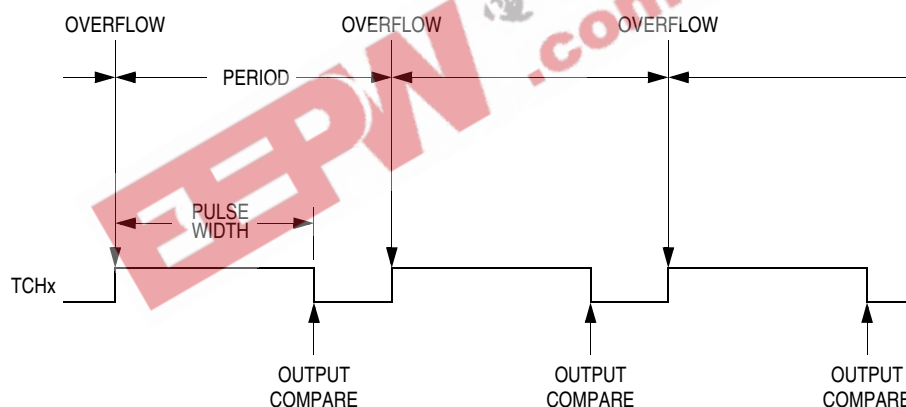 OVERFLOW
OVERFLOW
OVERFLOW
PERIOD
EEPW
.com
PULSE
WIDTH
TCHx
OUTPUT
COMPARE
OUTPUT
COMPARE
OUTPUT
COMPARE